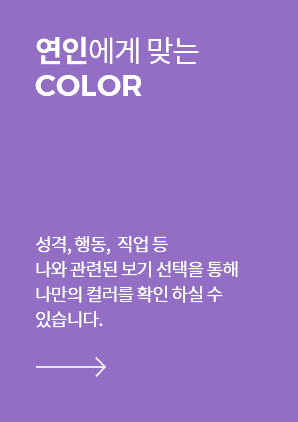 연인에게 맞는
COLOR
성격, 행동,  직업 등
나와 관련된 보기 선택을 통해
나만의 컬러를 확인 하실 수
있습니다.